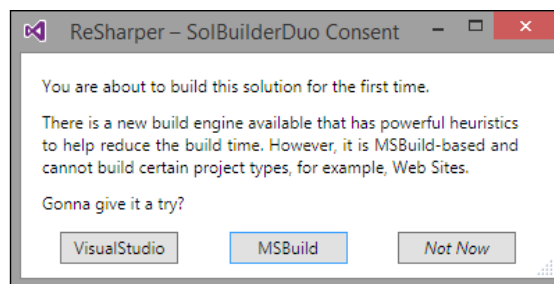 ReSharper – SolBuilderDuo Consent
You are about to build this solution for the first time.
There is a new build engine available that has powerful heuristics
to help reduce the build time. However, it is MSBuild-based and
cannot build certain project types, for example, Web Sites.
Gonna give it a try?
VisualStudio MSBuild Not Now